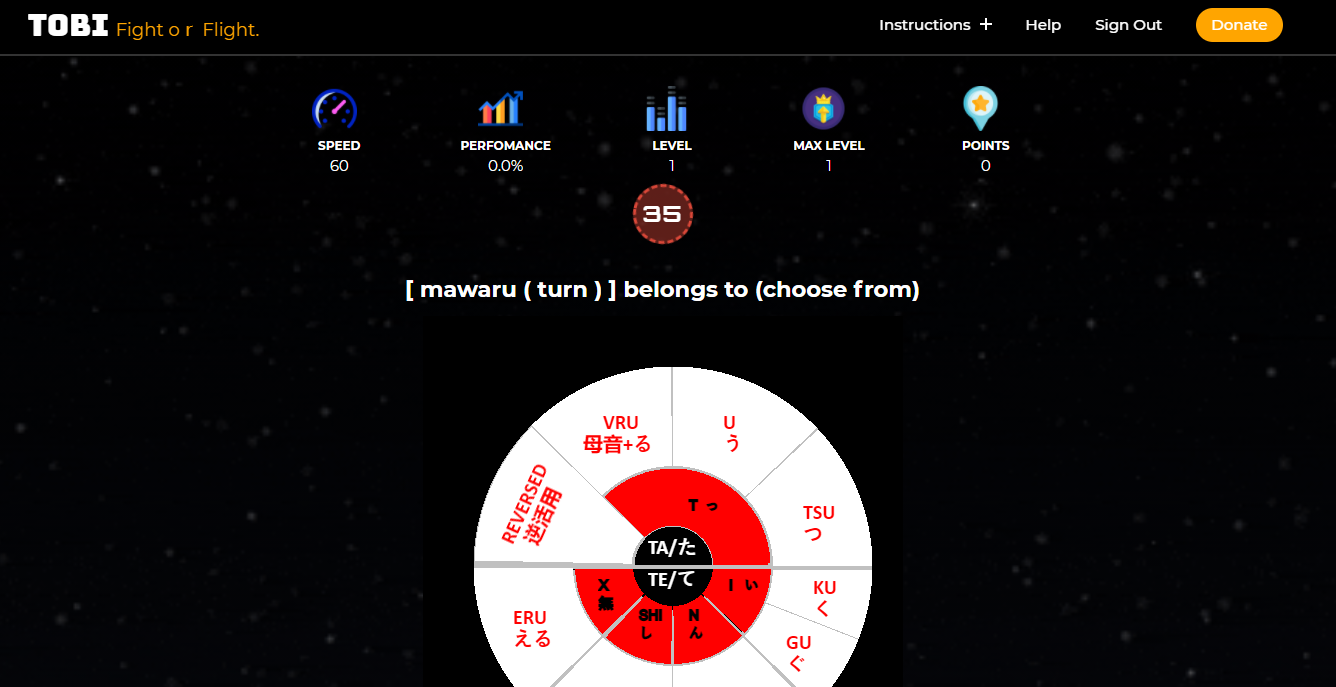 TOBI Fight o r Flight.
Instructions + Help Sign Out Donate
SPEED PERFOMANCE LEVEL MAX LEVEL POINTS
60 0.0% 1 1 0
35
[ mawaru ( turn ) ] belongs to (choose from)
VRU
母音+る
U
う
REVERSED
逆活用
T っ
TSU
つ
TA/た
TE/て
X
無
SHI
し
N
ん
I い
KU
く
ERU
える
GU
ぐ